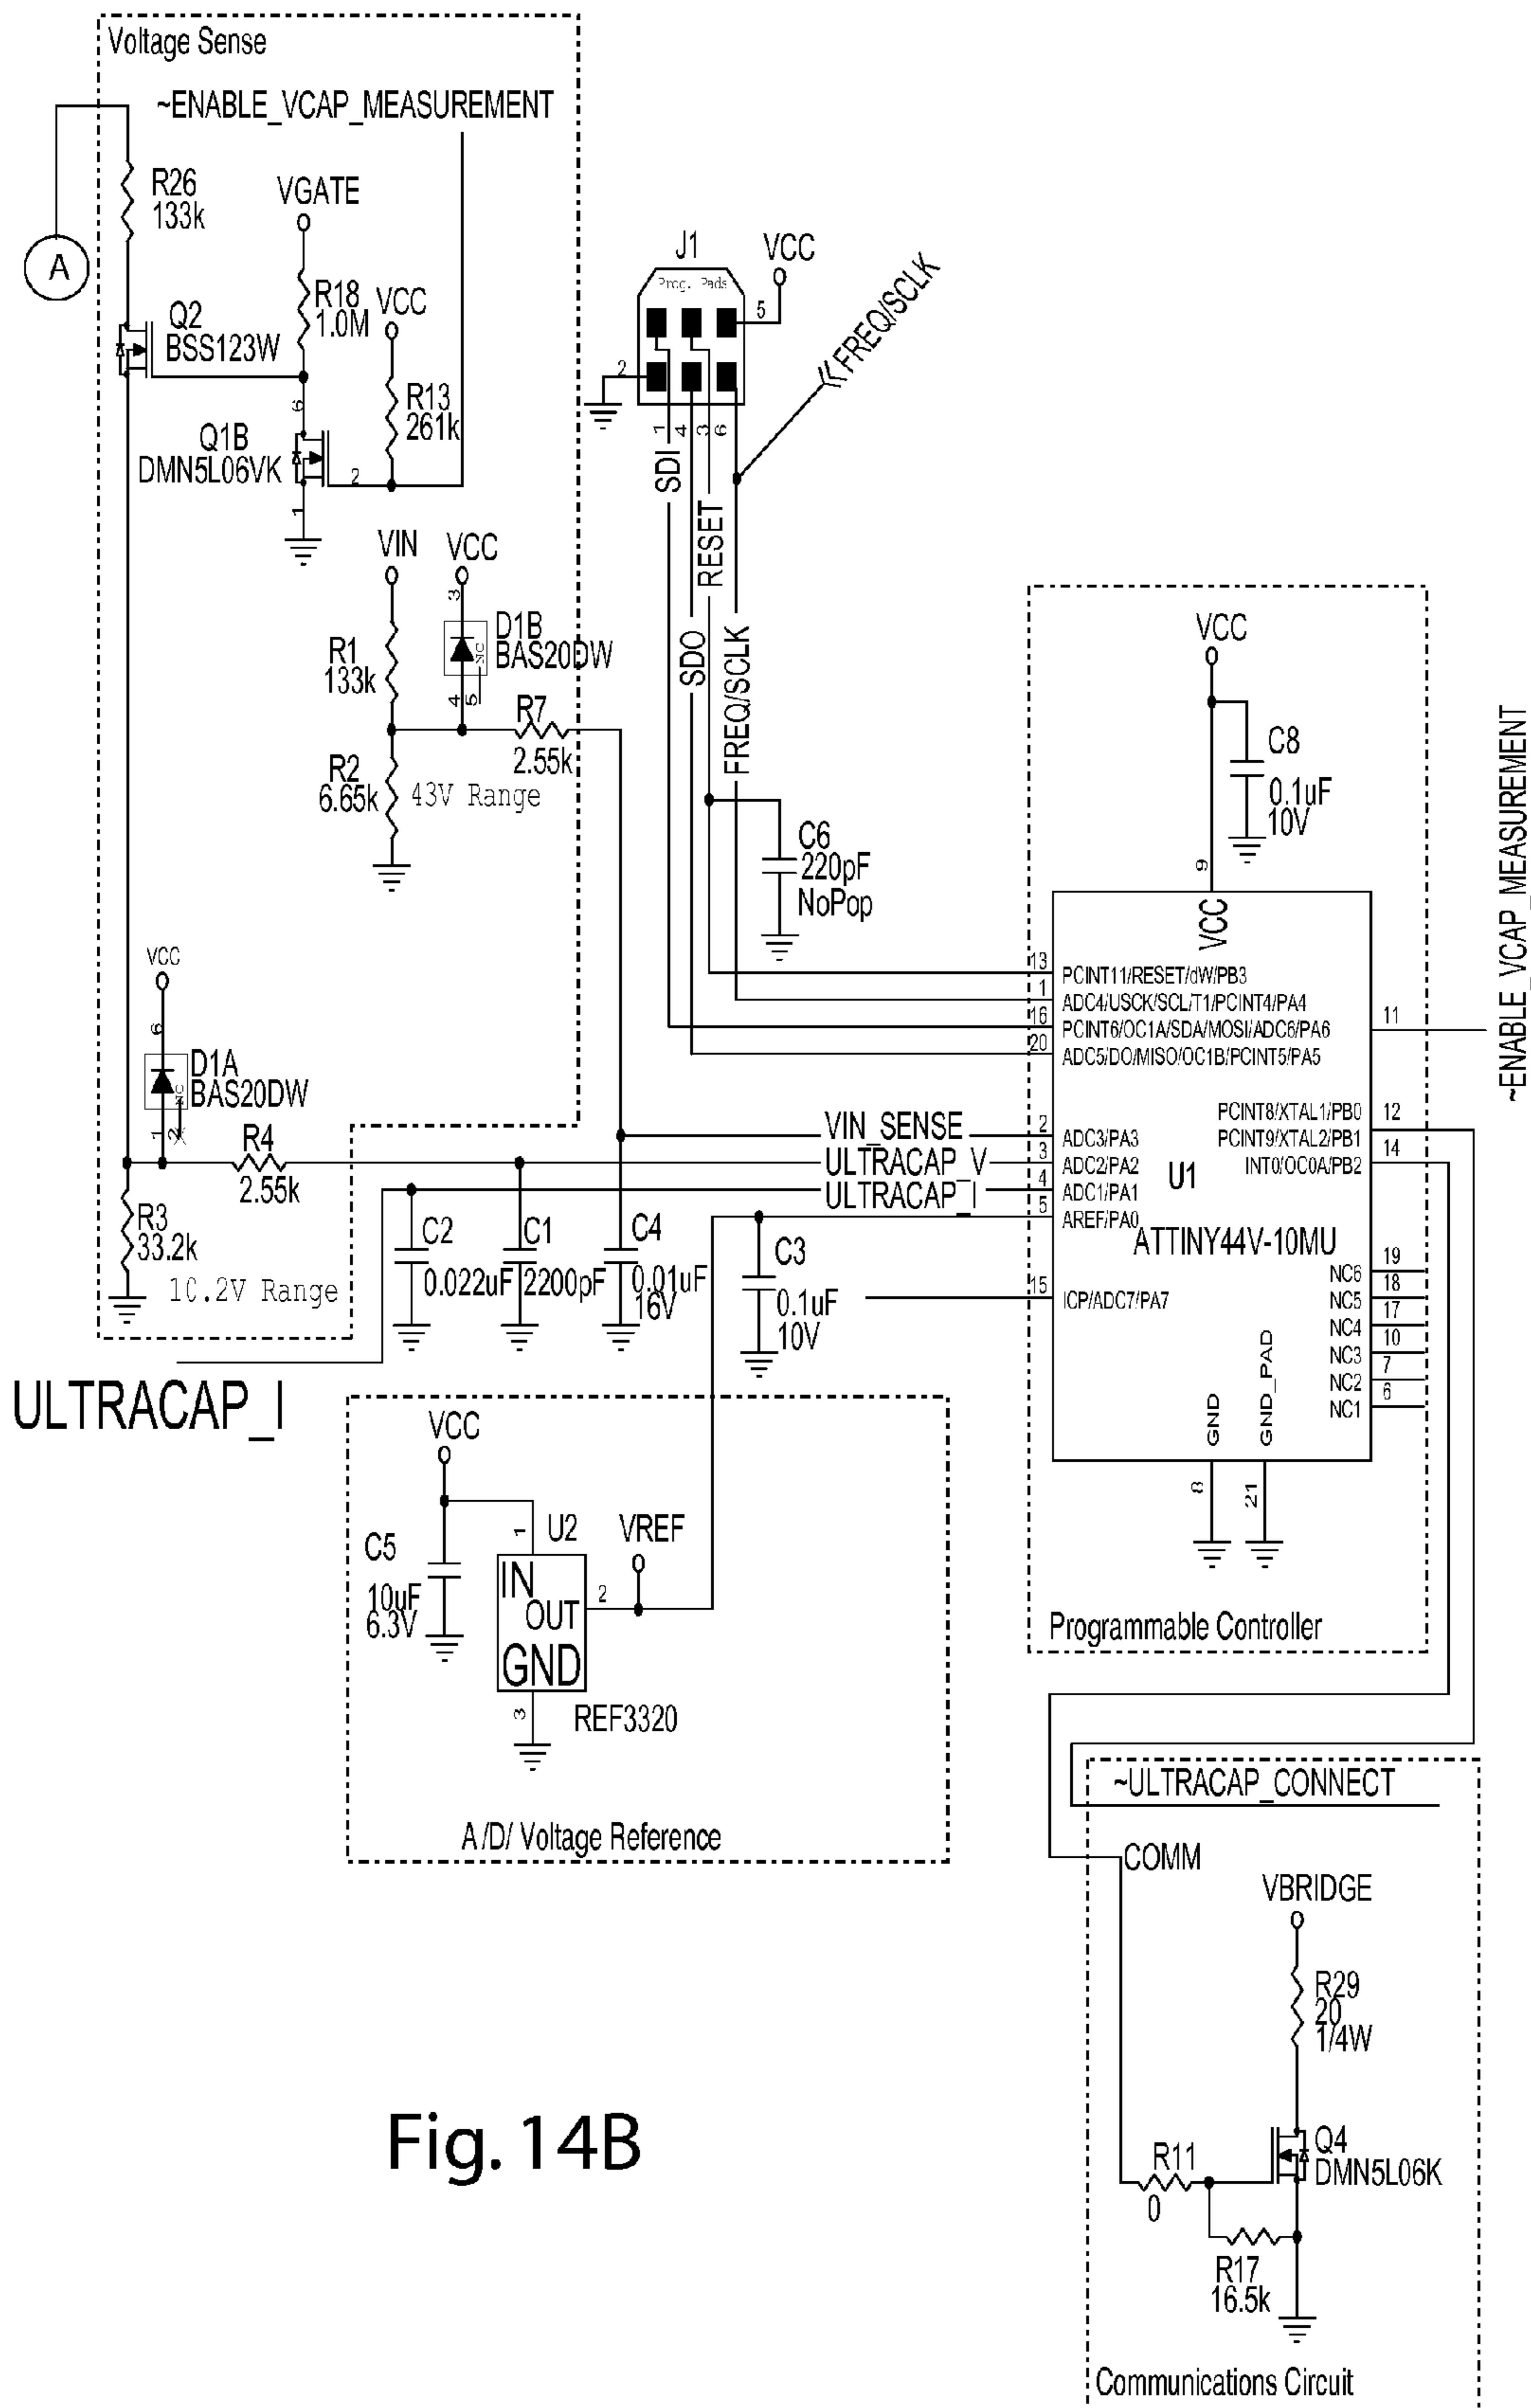 Voltage Sense
~ENABLE_VCAP_MEASUREMENT
R26
133k
A
VGATE
R18
1.0M
VCC
Q2
BSS123W
R13
261k
6
Q1B
DMN5L06VK
2
1
J1
Prog. Pads
VCC
5
2
1
4
3
6
FREQ/SCLK
SDI
RESET
SDO
FREQ/SCLK
VIN
VCC
3
D1B
BAS20DW
NC
R1
133k
4
5
R7
2.55k
R2
6.65k
43V Range
C6
220pF
NoPop
VCC
C8
0.1uF
10V
9
VCC
~ENABLE_VCAP_MEASUREMENT
VCC
6
D1A
BAS20DW
NC
1
2
R4
2.55k
R3
33.2k
10.2V Range
13
PCINT11/RESET/dW/PB3
1
ADC4/USCK/SCL/T1/PCINT4/PA4
16
PCINT6/OC1A/SDA/MOSI/ADC6/PA6
20
ADC5/DO/MISO/OC1B/PCINT5/PA5
11
PCINT8/XTAL1/PB0
12
PCINT9/XTAL2/PB1
INT0/OC0A/PB2
14
VIN_SENSE
2
ADC3/PA3
ULTRACAP_V
3
ADC2/PA2
ULTRACAP_I
4
ADC1/PA1
5
AREF/PA0
U1
ATTINY44V-10MU
15
ICP/ADC7/PA7
C2
0.022uF
C1
2200pF
C4
0.01uF
16V
C3
0.1uF
10V
NC6
19
NC5
18
NC4
17
NC3
10
NC2
7
NC1
6
GND
GND_PAD
8
21
Programmable Controller
ULTRACAP_I
VCC
C5
10uF
6.3V
1
U2
IN
OUT
GND
2
VREF
3
REF3320
A/D/ Voltage Reference
~ULTRACAP_CONNECT
COMM
VBRIDGE
R29
20
1/4W
Q4
DMN5L06K
R11
0
R17
16.5k
Communications Circuit
Fig. 14B